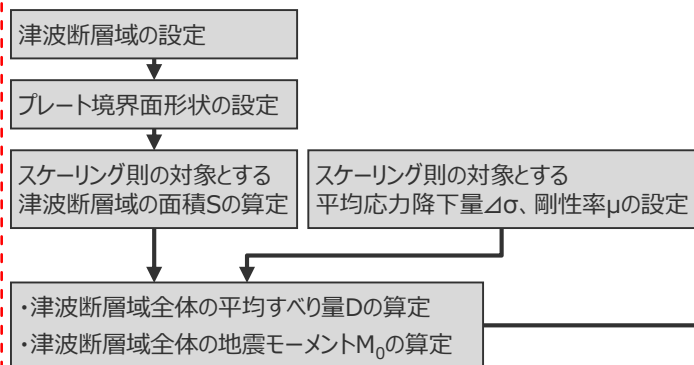 津波断層域の設定
プレート境界面形状の設定
スケーリング則の対象とする
津波断層域の面積Sの算定
スケーリング則の対象とする
平均応力降下量⊿σ、剛性率μの設定
・津波断層域全体の平均すべり量Dの算定
・津波断層域全体の地震モーメントM₀の算定